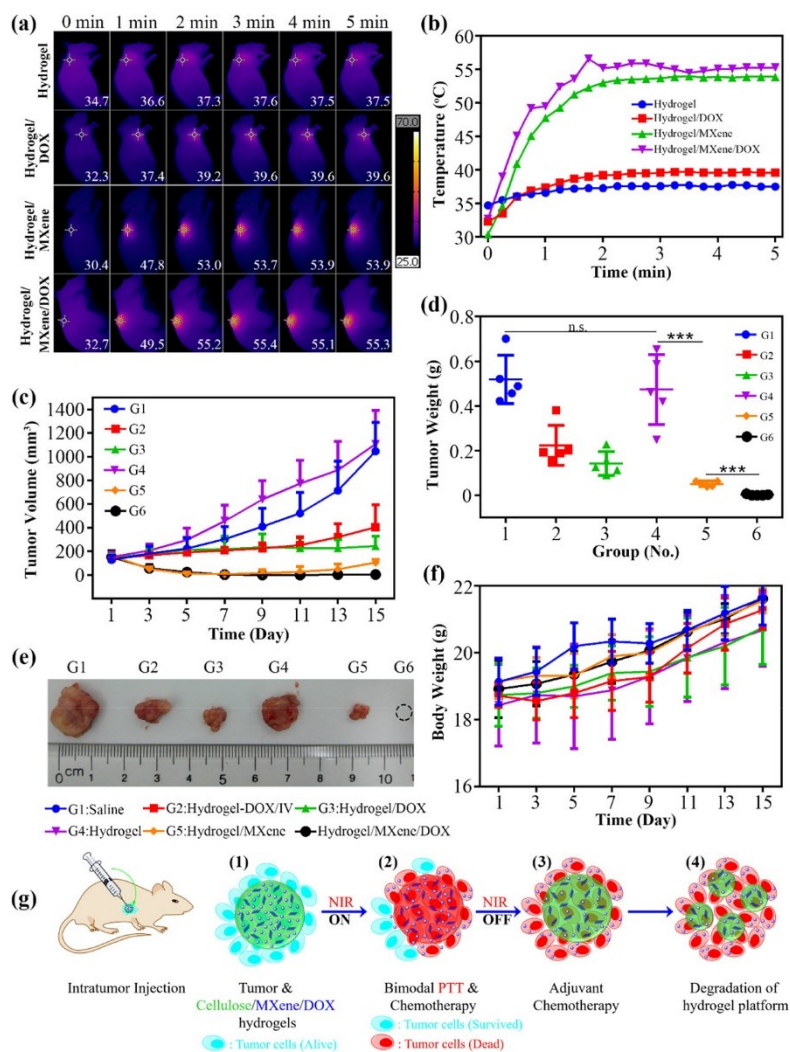 (a) 0 min 1 min 2 min 3 min 4 min 5 min
Hydrogel
34.7 36.6 37.3 37.6 37.5 37.5
Hydrogel/
DOX
32.3 37.4 39.2 39.6 39.6 39.6
Hydrogel/
MXene
30.4 47.8 53.0 53.7 53.9 53.9
Hydrogel/
MXene/DOX
32.7 49.5 55.2 55.4 55.1 55.3
70.0
25.0
(b)
Temperature (°C)
60
55
50
45
40
35
30
Hydrogel
Hydrogel/DOX
Hydrogel/MXene
Hydrogel/MXene/DOX
0 1 2 3 4 5
Time (min)
(c)
Tumor Volume (mm³)
1400
1200
1000
800
600
400
200
0
G1
G2
G3
G4
G5
G6
1 3 5 7 9 11 13 15
Time (Day)
(d)
Tumor Weight (g)
0.8
0.6
0.4
0.2
0
n.s.
***
***
G1
G2
G3
G4
G5
G6
1 2 3 4 5 6
Group (No.)
(e)
G1 G2 G3 G4 G5 G6
0 cm 1 2 3 4 5 6 7 8 9 10
(f)
Body Weight (g)
22
20
18
16
1 3 5 7 9 11 13 15
Time (Day)
G1:Saline G2:Hydrogel-DOX/IV G3:Hydrogel/DOX
G4:Hydrogel G5:Hydrogel/MXene Hydrogel/MXene/DOX
(g)
(1) (2) (3) (4)
NIR
ON
NIR
OFF
Intratumor Injection
Tumor &
Cellulose/MXene/DOX
hydrogels
: Tumor cells (Alive)
Bimodal PTT &
Chemotherapy
: Tumor cells (Survived)
: Tumor cells (Dead)
Adjuvant
Chemotherapy
Degradation of
hydrogel platform